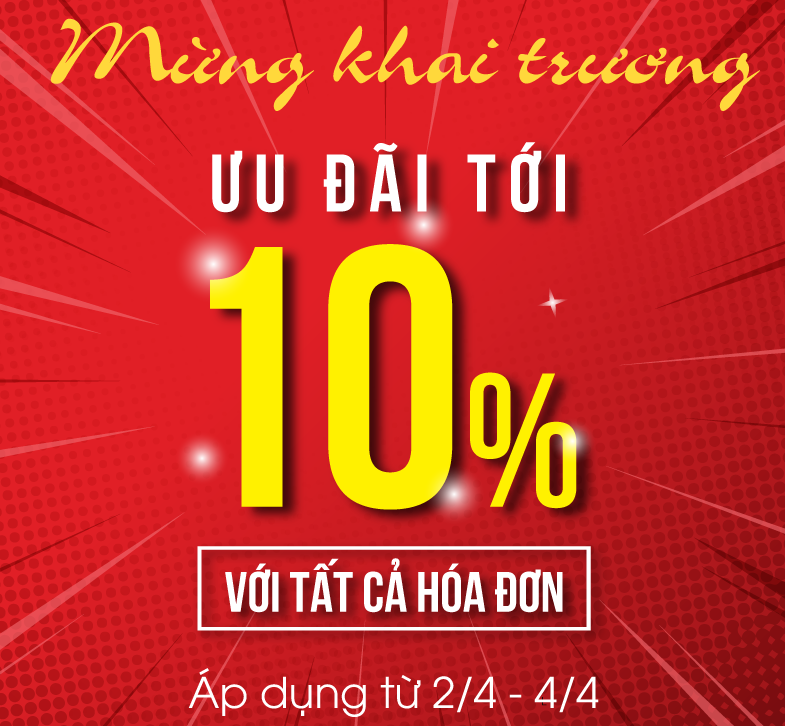 Mừng khai trương
ƯU ĐÃI TỚI
10%
VỚI TẤT CẢ HÓA ĐƠN
Áp dụng từ 2/4 - 4/4